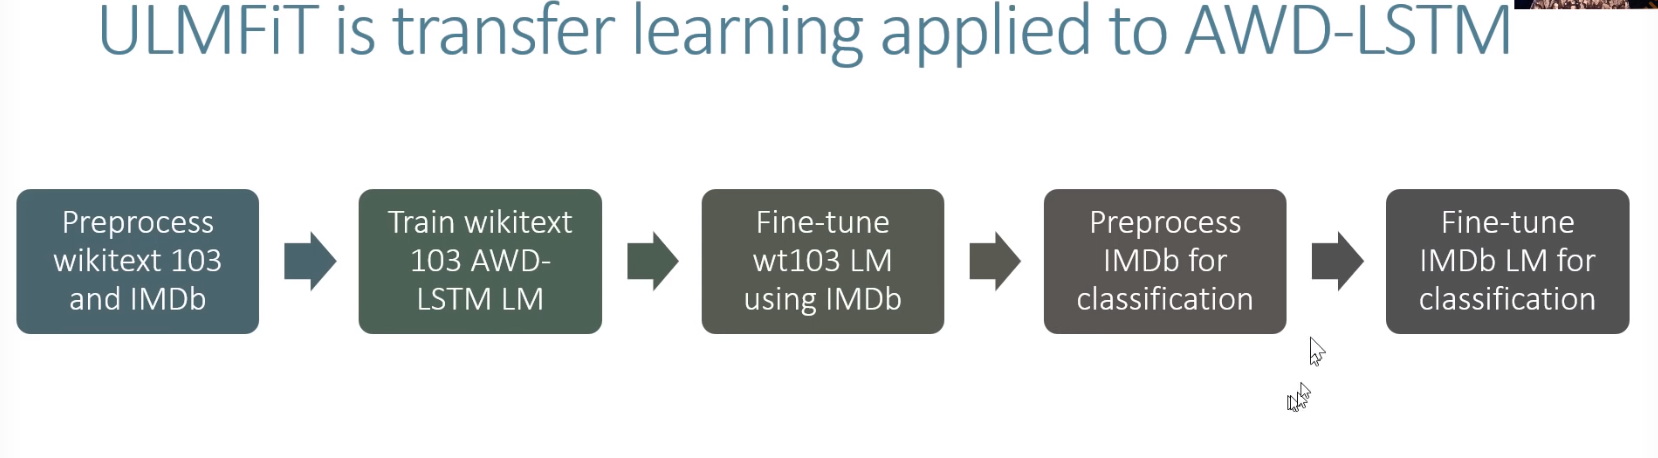 ULMFiT is transfer learning applied to AWD-LSTM
Preprocess
wikitext 103
and IMDb
Train wikitext
103 AWD-
LSTM LM
Fine-tune
wt103 LM
using IMDb
Preprocess
IMDb for
classification
Fine-tune
IMDb LM for
classification